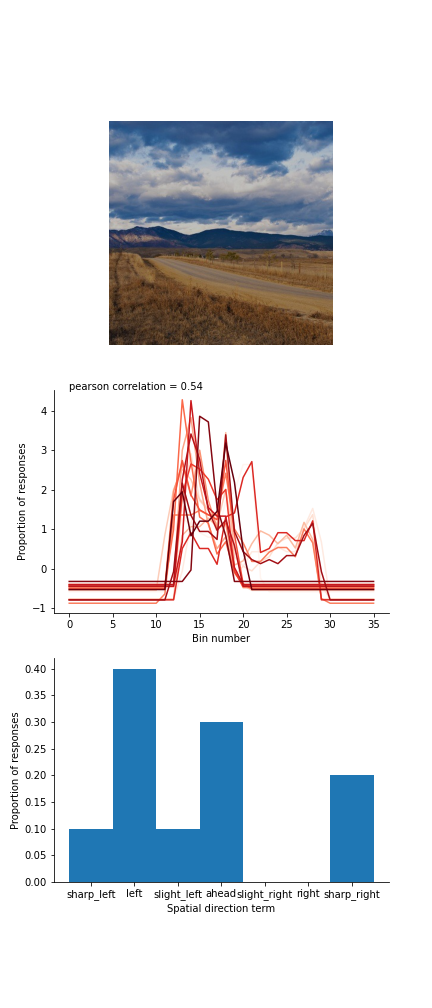 pearson correlation = 0.54
Proportion of responses
4
3
2
1
0
−1
0 5 10 15 20 25 30 35
Bin number
Proportion of responses
0.40
0.35
0.30
0.25
0.20
0.15
0.10
0.05
0.00
sharp_left left slight_left ahead slight_right right sharp_right
Spatial direction term